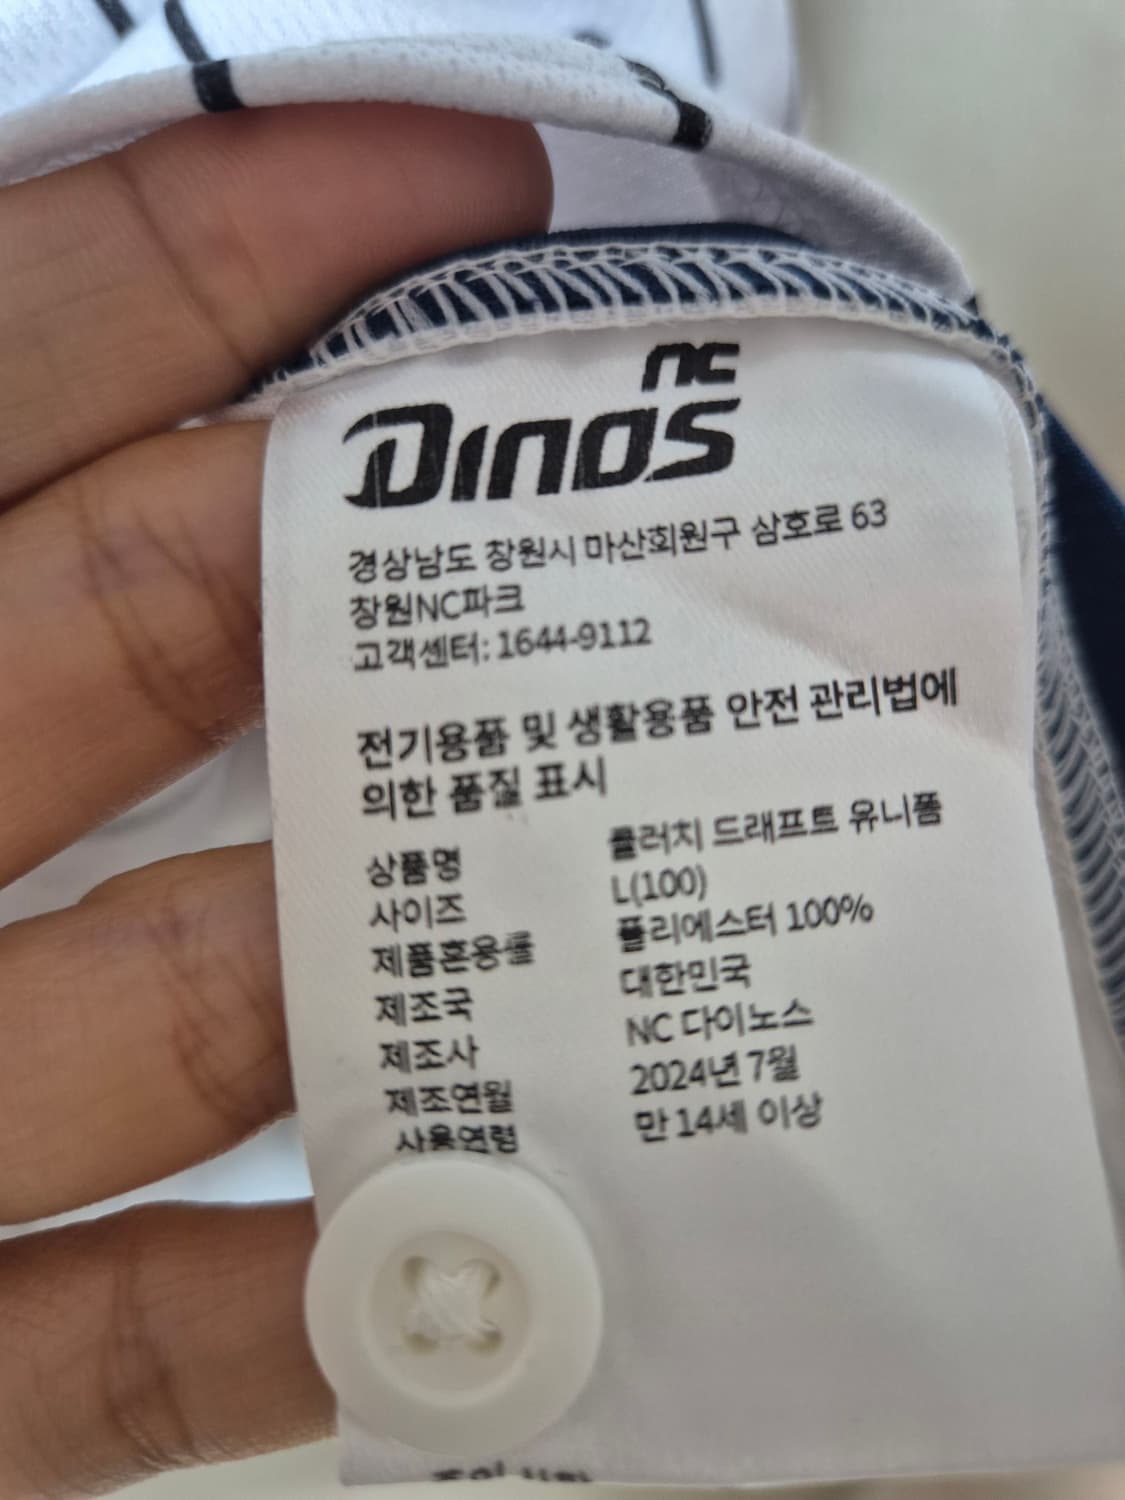 NC
Dinos
경상남도 창원시 마산회원구 삼호로 63
창원NC파크
고객센터: 1644-9112
전기용품 및 생활용품 안전 관리법에
의한 품질 표시
상품명 클러치 드래프트 유니폼
사이즈 L(100)
제품혼용률 폴리에스터 100%
제조국 대한민국
제조사 NC 다이노스
제조연월 2024년 7월
사용연령 만 14세 이상